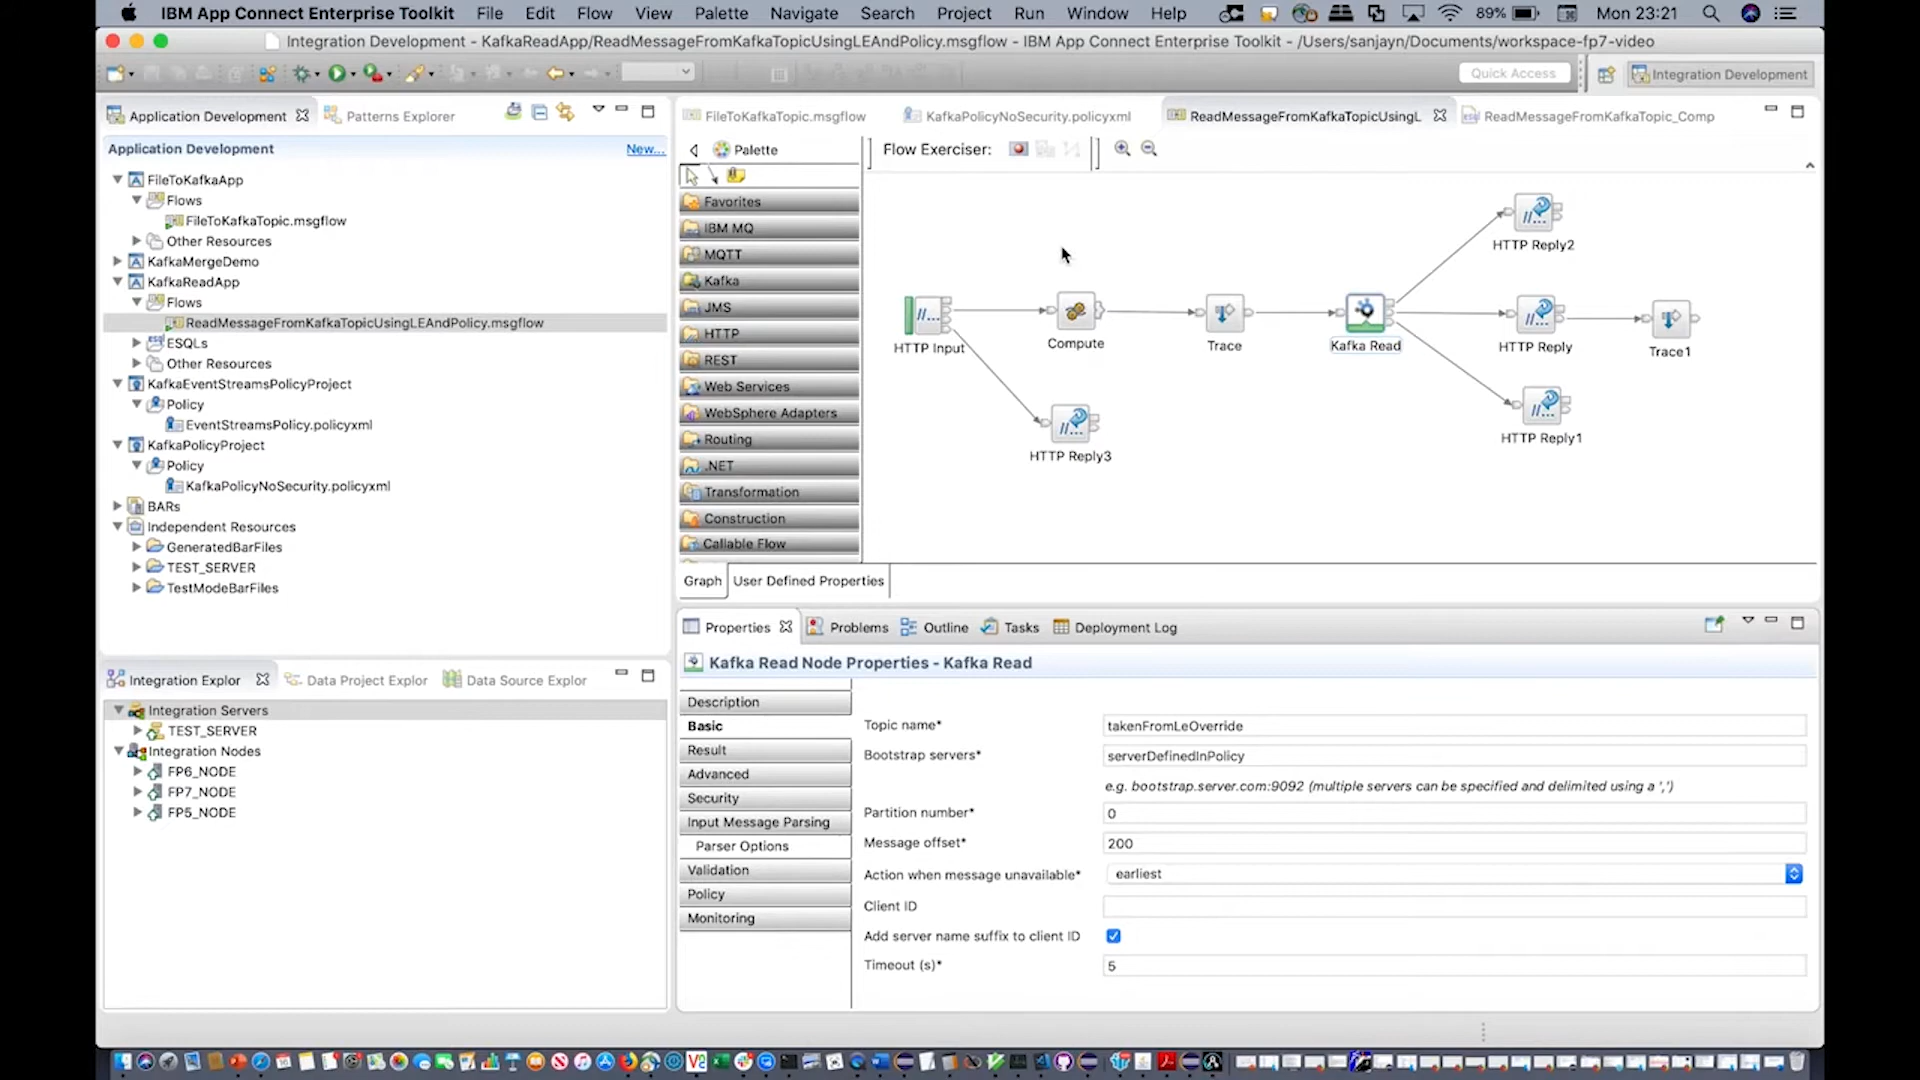 IBM App Connect Enterprise Toolkit File Edit Flow View Palette Navigate Search Project Run Window Help 89% Mon 23:21
Integration Development - KafkaReadApp/ReadMessageFromKafkaTopicUsingLEAndPolicy.msgflow - IBM App Connect Enterprise Toolkit - /Users/sanjayn/Documents/workspace-fp7-video
Quick Access Integration Development
Application Development Patterns Explorer
Application Development New...
FileToKafkaApp
Flows
FileToKafkaTopic.msgflow
Other Resources
KafkaMergeDemo
KafkaReadApp
Flows
ReadMessageFromKafkaTopicUsingLEAndPolicy.msgflow
ESQLs
Other Resources
KafkaEventStreamsPolicyProject
Policy
EventStreamsPolicy.policyxml
KafkaPolicyProject
Policy
KafkaPolicyNoSecurity.policyxml
BARs
Independent Resources
GeneratedBarFiles
TEST_SERVER
TestModeBarFiles
Integration Explor Data Project Explor Data Source Explor
Integration Servers
TEST_SERVER
Integration Nodes
FP6_NODE
FP7_NODE
FP5_NODE
FileToKafkaTopic.msgflow KafkaPolicyNoSecurity.policyxml ReadMessageFromKafkaTopicUsingL ReadMessageFromKafkaTopic_Comp
Palette
Favorites
IBM MQ
MQTT
Kafka
JMS
HTTP
REST
Web Services
WebSphere Adapters
Routing
.NET
Transformation
Construction
Callable Flow
Flow Exerciser:
HTTP Reply2
HTTP Input
Compute
Trace
Kafka Read
HTTP Reply
Trace1
HTTP Reply3
HTTP Reply1
Graph User Defined Properties
Properties Problems Outline Tasks Deployment Log
Kafka Read Node Properties - Kafka Read
Description
Basic
Result
Advanced
Security
Input Message Parsing
Parser Options
Validation
Policy
Monitoring
Topic name* takenFromLeOverride
Bootstrap servers* serverDefinedInPolicy
e.g. bootstrap.server.com:9092 (multiple servers can be specified and delimited using a ',')
Partition number* 0
Message offset* 200
Action when message unavailable* earliest
Client ID
Add server name suffix to client ID
Timeout (s)* 5